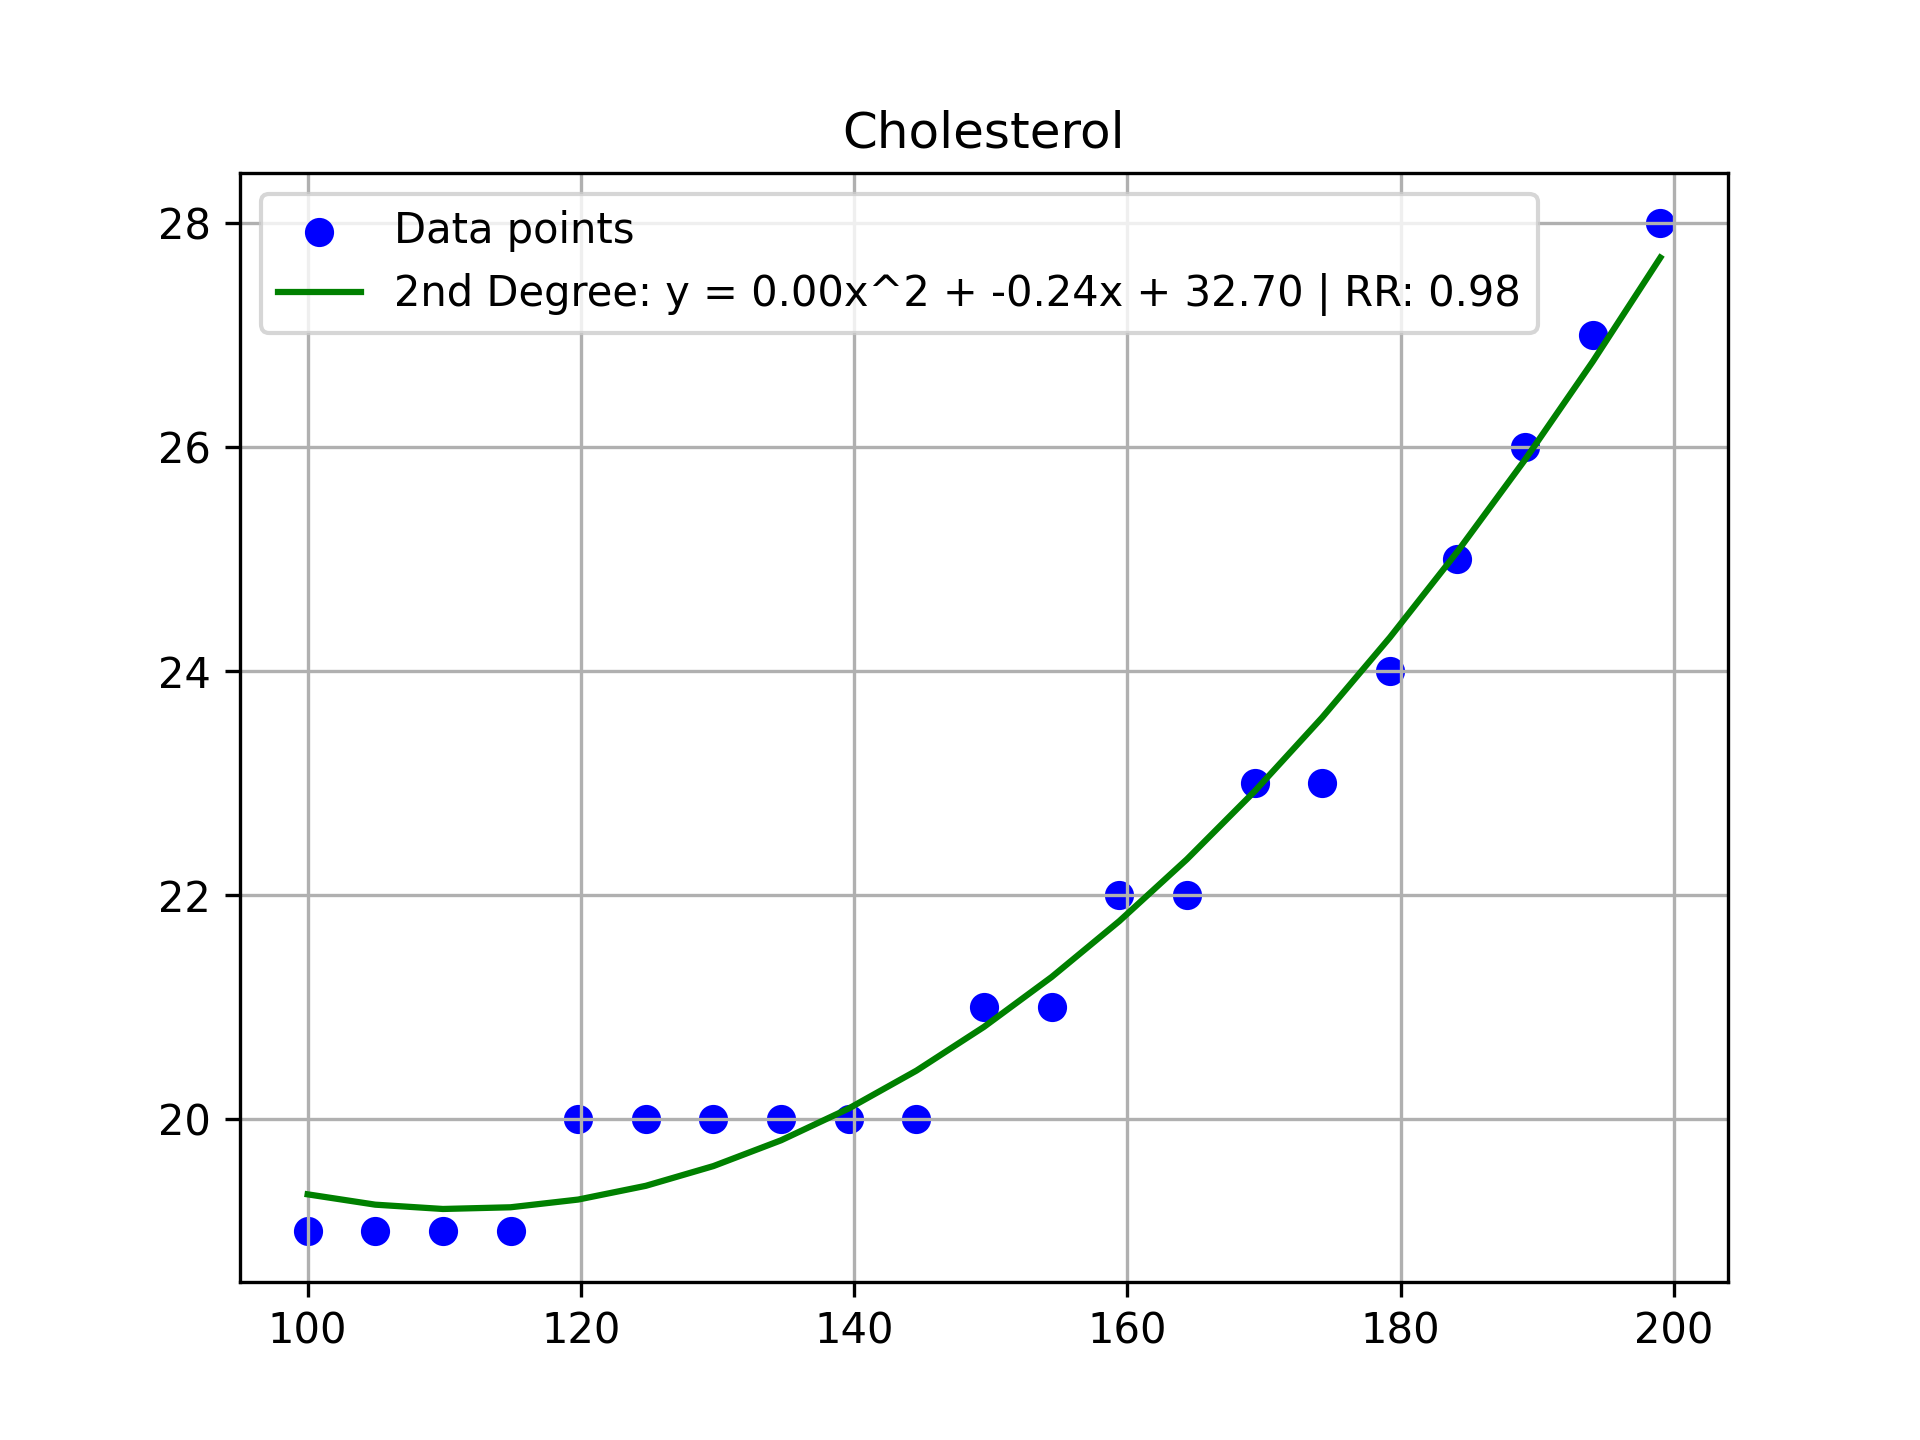 Cholesterol
Data points
2nd Degree: y = 0.00x^2 + -0.24x + 32.70 | RR: 0.98
28
26
24
22
20
100 120 140 160 180 200